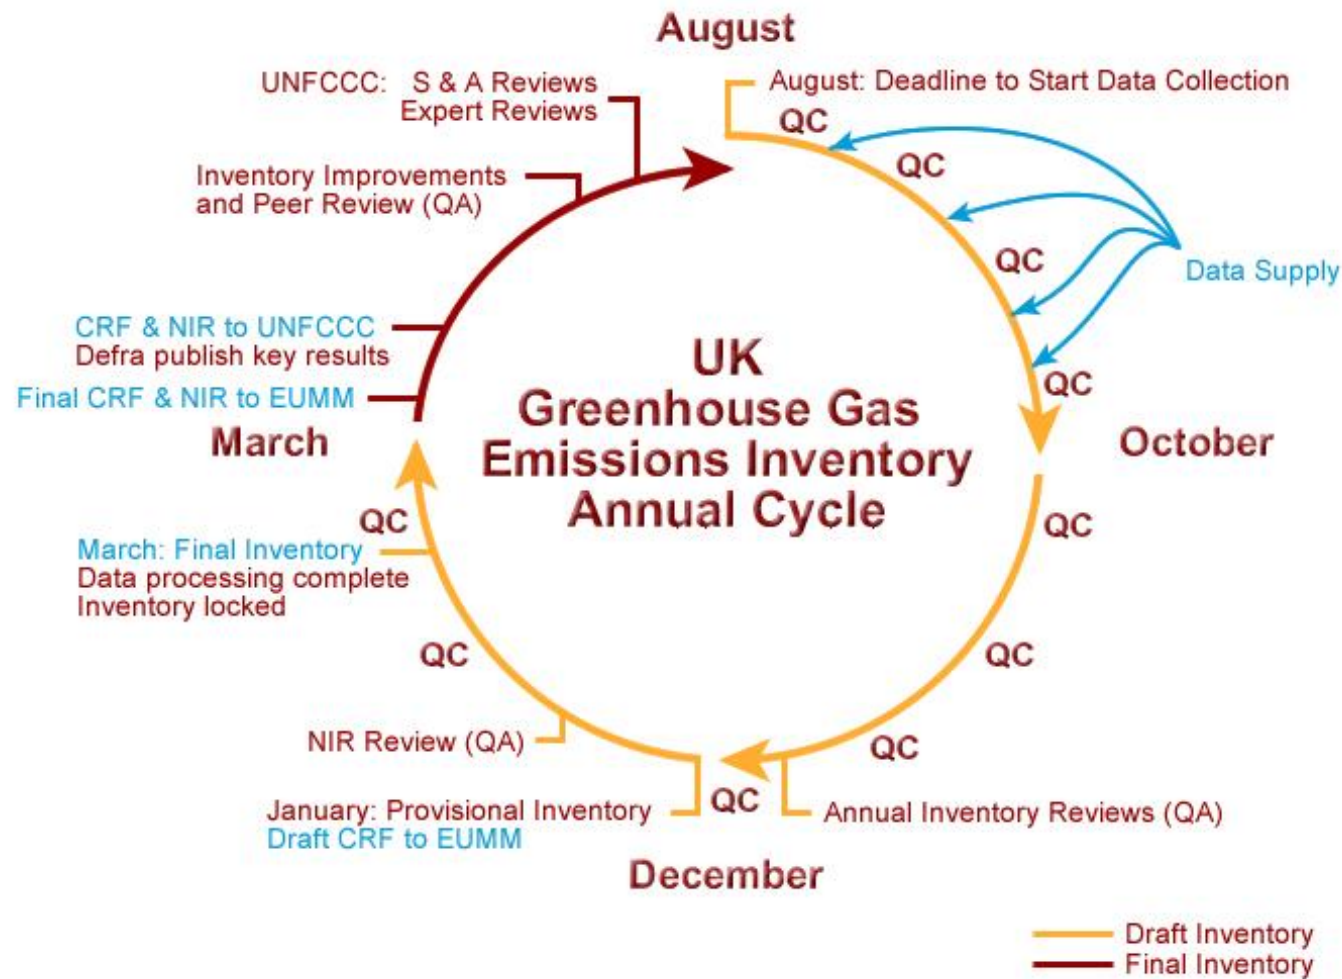 August
UNFCCC: S & A Reviews
Expert Reviews
August: Deadline to Start Data Collection
QC
QC
Inventory Improvements
and Peer Review (QA)
QC
Data Supply
CRF & NIR to UNFCCC
Defra publish key results
Final CRF & NIR to EUMM
UK
Greenhouse Gas
Emissions Inventory
Annual Cycle
QC
March
October
QC
QC
March: Final Inventory
Data processing complete
Inventory locked
QC
QC
NIR Review (QA)
QC
January: Provisional Inventory
Draft CRF to EUMM
QC
Annual Inventory Reviews (QA)
December
Draft Inventory
Final Inventory